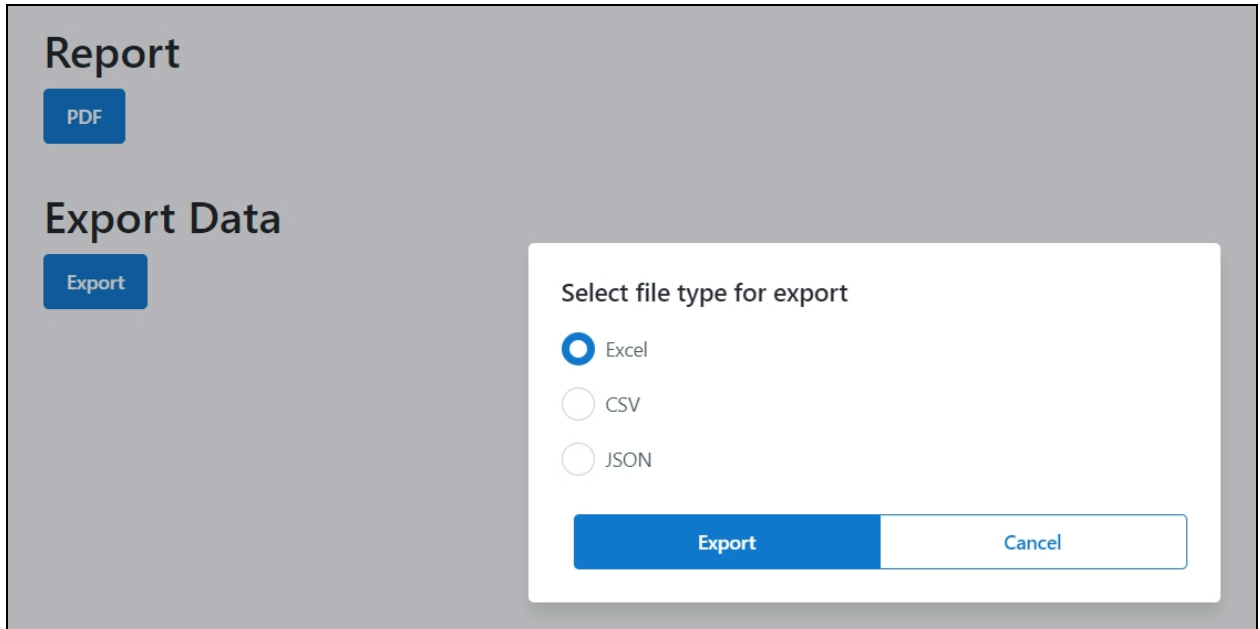 Report
PDF
Export Data
Export
Select file type for export
Excel
CSV
JSON
Export
Cancel